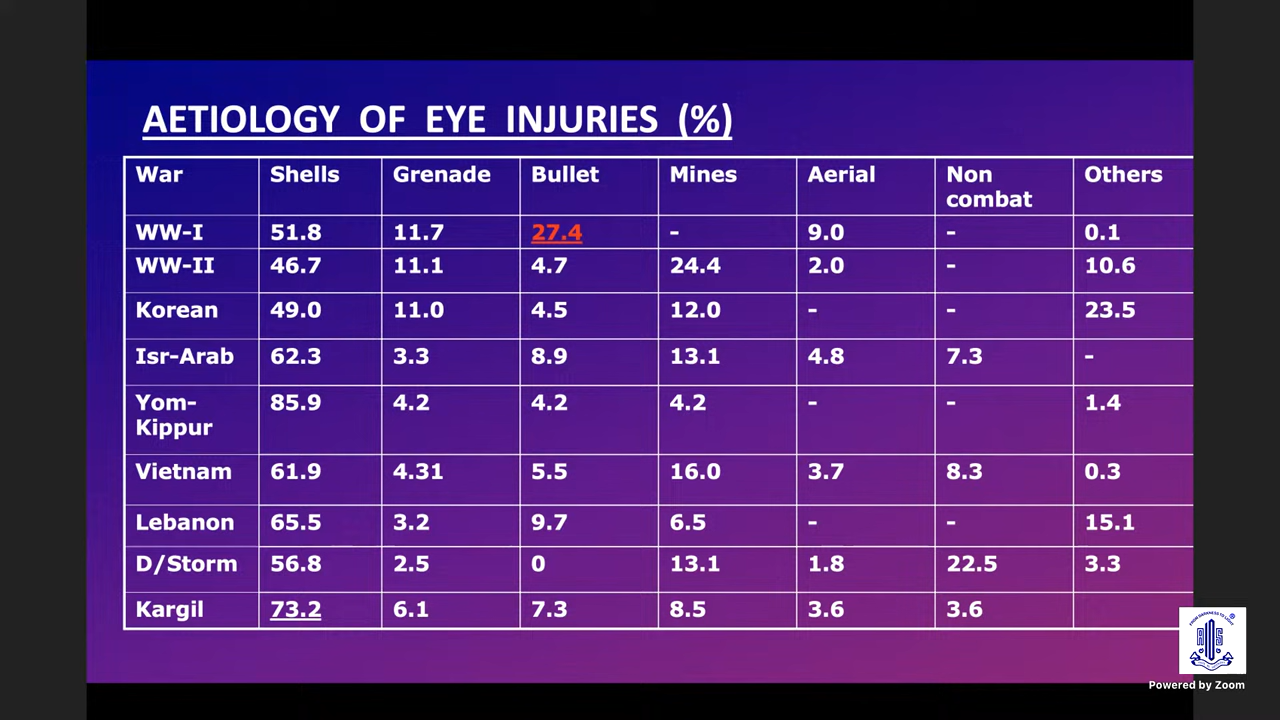 AETIOLOGY OF EYE INJURIES (%)
War Shells Grenade Bullet Mines Aerial Non combat Others
WW-I 51.8 11.7 27.4 - 9.0 - 0.1
WW-II 46.7 11.1 4.7 24.4 2.0 - 10.6
Korean 49.0 11.0 4.5 12.0 - - 23.5
Isr-Arab 62.3 3.3 8.9 13.1 4.8 7.3 -
Yom-Kippur 85.9 4.2 4.2 4.2 - - 1.4
Vietnam 61.9 4.31 5.5 16.0 3.7 8.3 0.3
Lebanon 65.5 3.2 9.7 6.5 - - 15.1
D/Storm 56.8 2.5 0 13.1 1.8 22.5 3.3
Kargil 73.2 6.1 7.3 8.5 3.6 3.6
Powered by Zoom